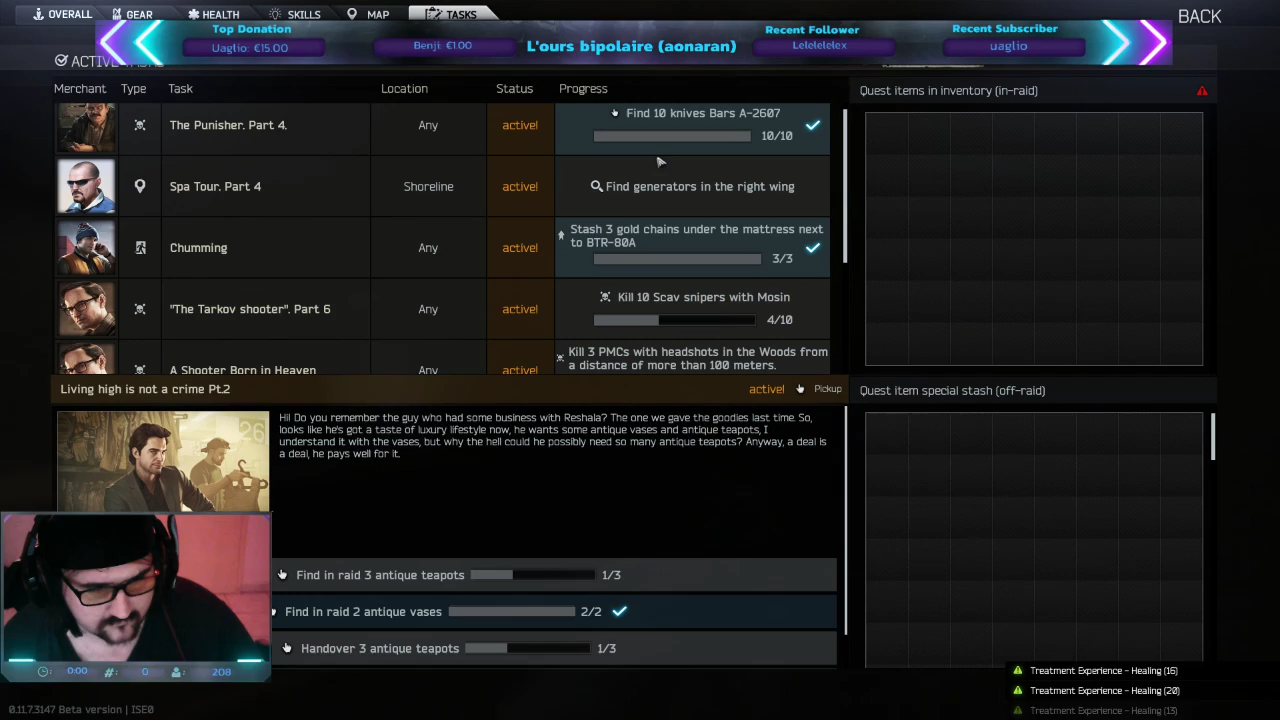 OVERALL GEAR HEALTH SKILLS MAP TASKS BACK
Top Donation
Uaglio: €15.00
Benji: €1.00
L'ours bipolaire (aonaran)
Recent Follower
Lelelelelex
Recent Subscriber
uaglio
Merchant Type Task Location Status Progress
The Punisher. Part 4. Any active!
Find 10 knives Bars A-2607
10/10
Spa Tour. Part 4 Shoreline active! Find generators in the right wing
Chumming Any active!
Stash 3 gold chains under the mattress next
to BTR-80A
3/3
"The Tarkov shooter". Part 6 Any active!
Kill 10 Scav snipers with Mosin
4/10
A Shooter Born in Heaven Any active!
Kill 3 PMCs with headshots in the Woods from
a distance of more than 100 meters.
Living high is not a crime Pt.2 active! Pickup
Hi! Do you remember the guy who had some business with Reshala? The one we gave the goodies last time. So,
looks like he's got a taste of luxury lifestyle now, he wants some antique vases and antique teapots, I
understand it with the vases, but why the hell could he possibly need so many antique teapots? Anyway, a deal is
a deal, he pays well for it.
26
Find in raid 3 antique teapots 1/3
Find in raid 2 antique vases 2/2
Handover 3 antique teapots 1/3
Quest items in inventory (in-raid)
Quest item special stash (off-raid)
0:00 #: 0 208
Treatment Experience - Healing (16)
Treatment Experience - Healing (20)
Treatment Experience - Healing (13)
0.11.7.3147 Beta version | ISE0